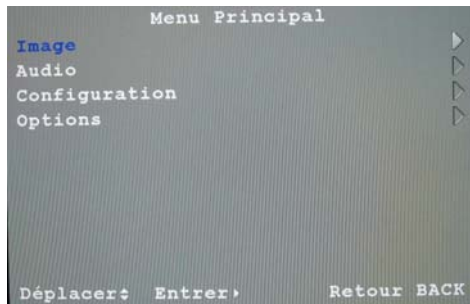 Menu Principal
Image
Audio
Configuration
Options
Déplacer Entrer Retour BACK